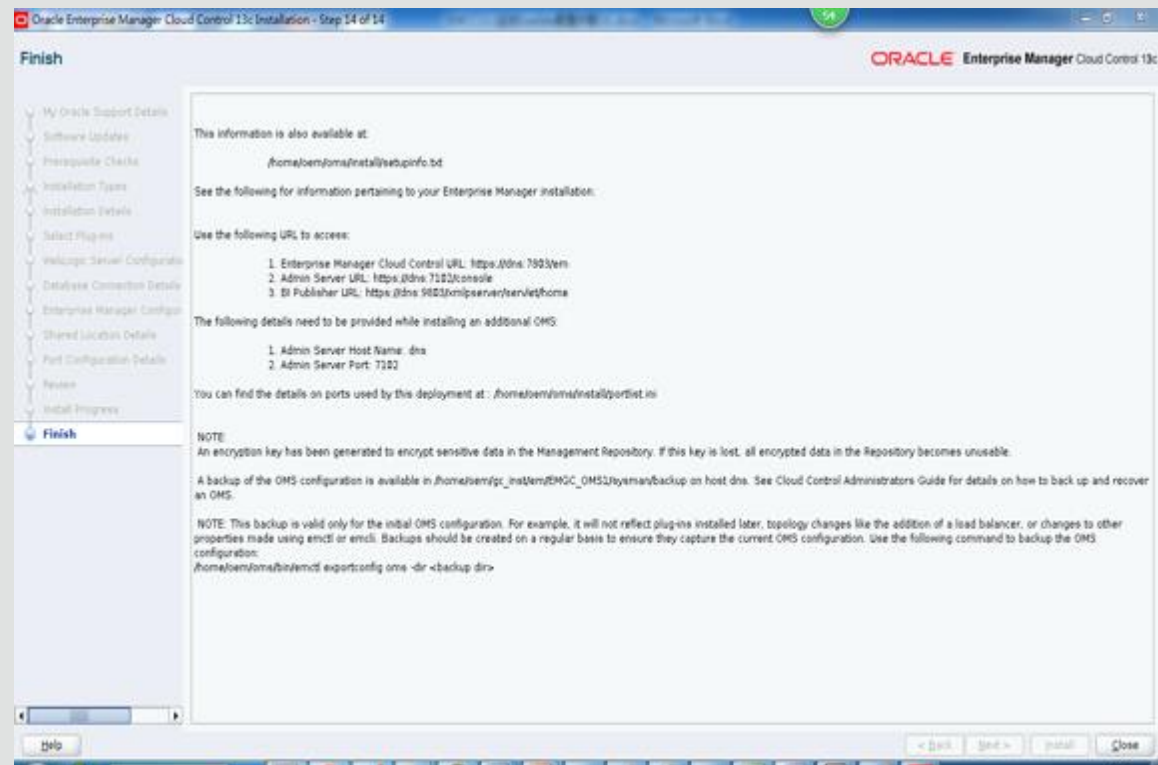 Oracle Enterprise Manager Cloud Control 13c Installation - Step 14 of 14
54
Finish
ORACLE Enterprise Manager Cloud Control 13c
My Oracle Support Details
Software Updates
Prerequisite Checks
Installation Types
Installation Details
Select Plug-ins
WebLogic Server Configuratio
Database Connection Details
Enterprise Manager Configur
Shared Location Details
Port Configuration Details
Review
Install Progress
Finish
This information is also available at:
/home/oem/oms/install/setupinfo.txt
See the following for information pertaining to your Enterprise Manager installation:
Use the following URL to access:
1. Enterprise Manager Cloud Control URL: https://dns:7803/em
2. Admin Server URL: https://dns:7102/console
3. BI Publisher URL: https://dns:9803/xmlpserver/servlet/home
The following details need to be provided while installing an additional OMS:
1. Admin Server Host Name: dns
2. Admin Server Port: 7102
You can find the details on ports used by this deployment at : /home/oem/oms/install/portlist.ini
NOTE:
An encryption key has been generated to encrypt sensitive data in the Management Repository. If this key is lost, all encrypted data in the Repository becomes unusable.
A backup of the OMS configuration is available in /home/oem/gc_inst/em/EMGC_OMS1/sysman/backup on host dns. See Cloud Control Administrators Guide for details on how to back up and recover
an OMS.
NOTE: This backup is valid only for the initial OMS configuration. For example, it will not reflect plug-ins installed later, topology changes like the addition of a load balancer, or changes to other
properties made using emctl or emcli. Backups should be created on a regular basis to ensure they capture the current OMS configuration. Use the following command to backup the OMS
configuration:
/home/oem/oms/bin/emctl exportconfig oms -dir <backup dir>
Help
< Back
Next >
Install
Close